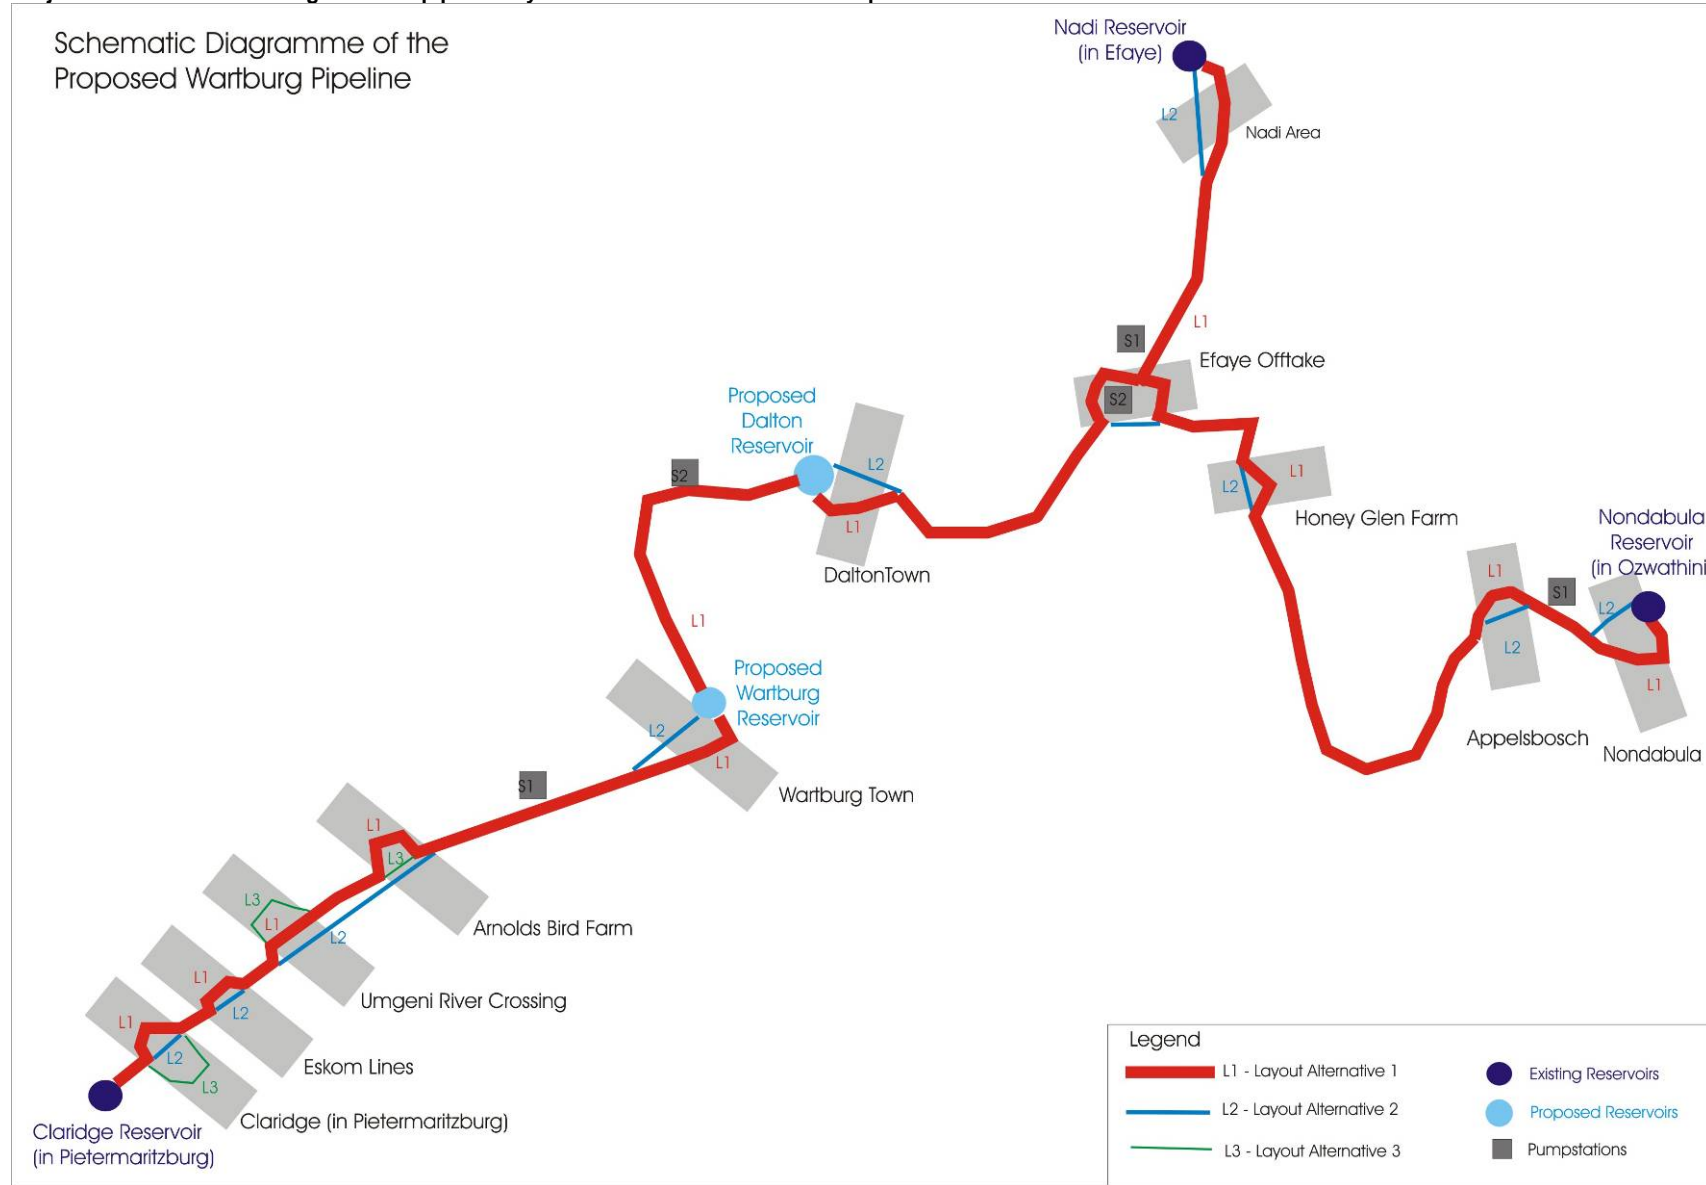 Schematic Diagramme of the
Proposed Wartburg Pipeline
Nadi Reservoir
(in Efaye)
L2
Nadi Area
L1
S1
Efaye Offtake
S2
Proposed
Dalton
Reservoir
S2
L2
L1
DaltonTown
L1
L2
Honey Glen Farm
Nondabula
Reservoir
(in Ozwathini
L1
S1
L2
L2
L1
Appelsbosch
Nondabula
L1
Proposed
Wartburg
Reservoir
L2
L1
Wartburg Town
S1
L1
L3
Arnolds Bird Farm
L3
L1
L2
Umgeni River Crossing
L1
L2
Eskom Lines
L1
L2
L3
Claridge (in Pietermaritzburg)
Claridge Reservoir
(in Pietermaritzburg)
Legend
L1 - Layout Alternative 1
L2 - Layout Alternative 2
L3 - Layout Alternative 3
Existing Reservoirs
Proposed Reservoirs
Pumpstations